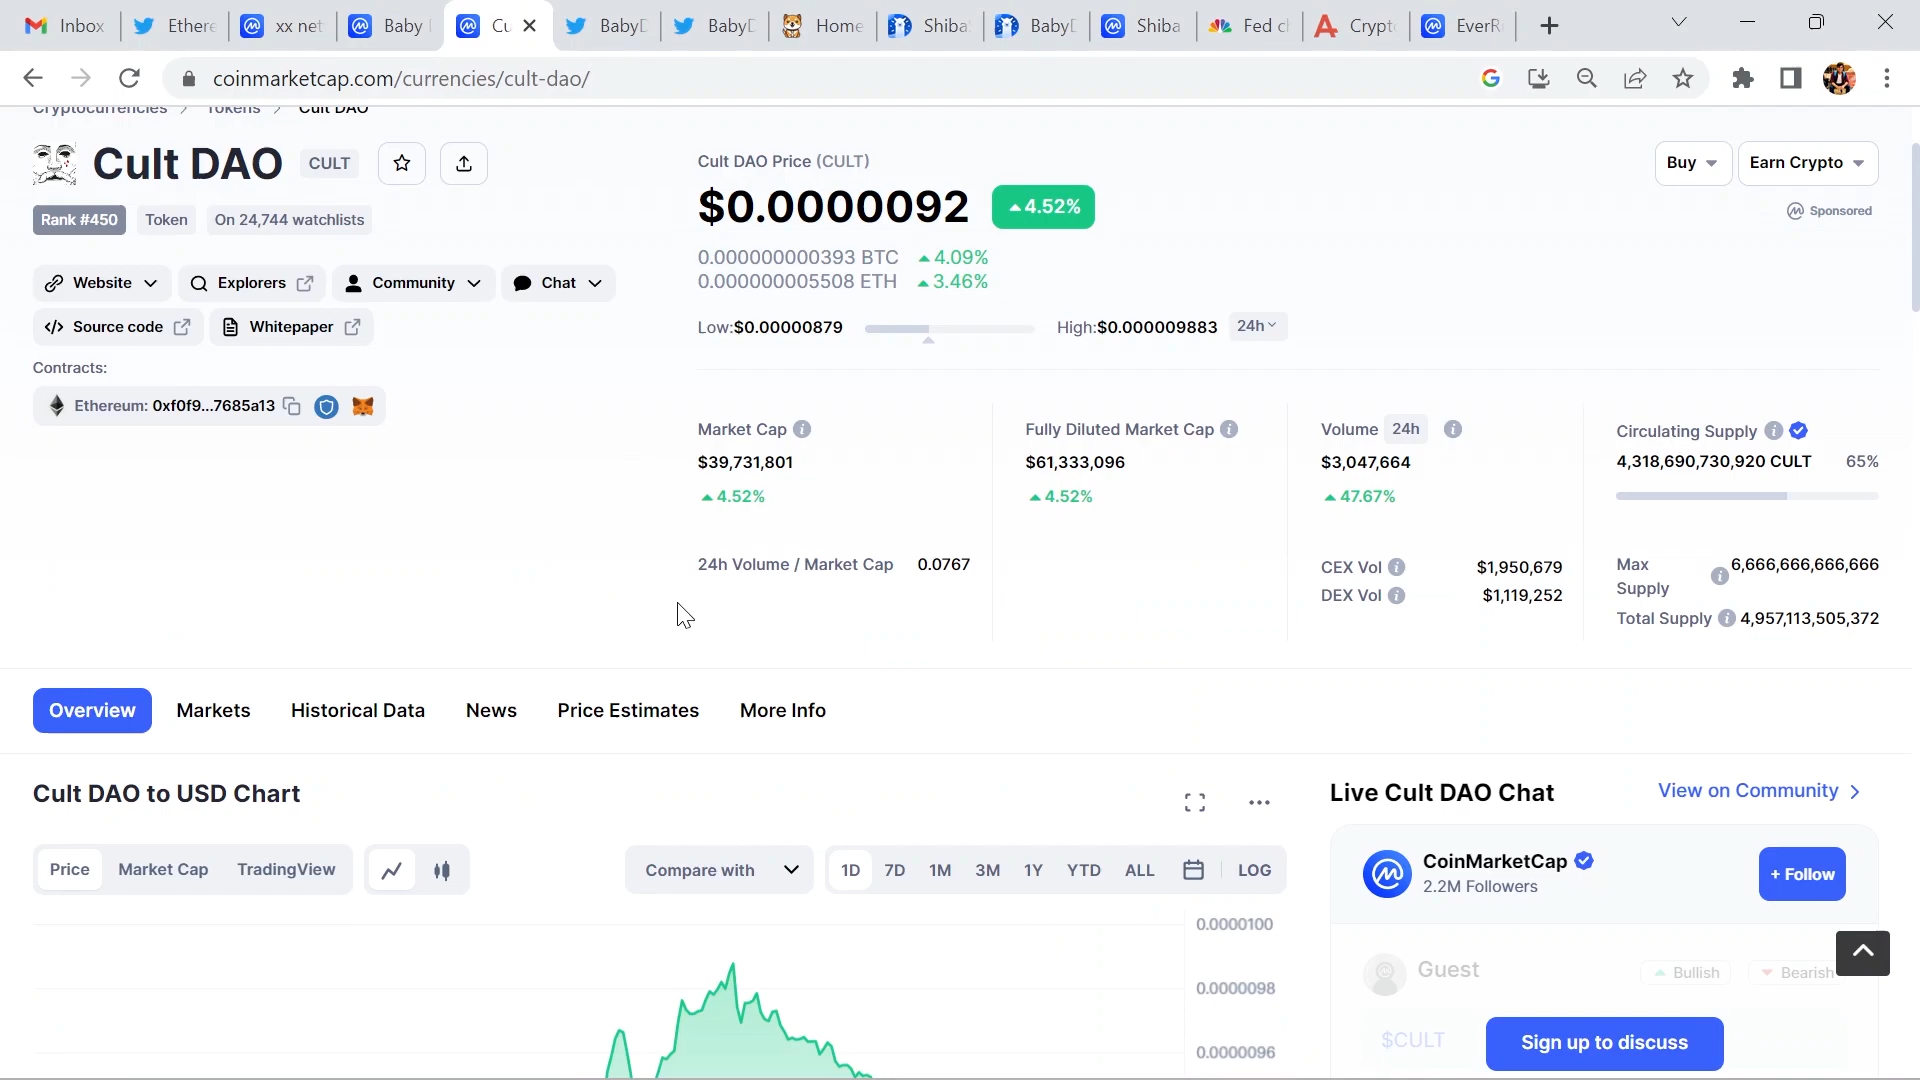 Inbox
Ethere
xx net
Baby
Cu
BabyD
BabyD
Home
Shiba
BabyD
Shiba
Fed ch
Crypt
EverRi
coinmarketcap.com/currencies/cult-dao/
Cryptocurrencies > Tokens > Cult DAO
Cult DAO CULT
Rank #450 Token On 24,744 watchlists
Website Explorers Community Chat
Source code Whitepaper
Contracts:
Ethereum: 0xf0f9...7685a13
Cult DAO Price (CULT)
$0.0000092 4.52%
0.000000000393 BTC 4.09%
0.000000005508 ETH 3.46%
Low:$0.00000879 High:$0.000009883 24h
Buy Earn Crypto
Sponsored
Market Cap
$39,731,801
4.52%
24h Volume / Market Cap 0.0767
Fully Diluted Market Cap
$61,333,096
4.52%
Volume 24h
$3,047,664
47.67%
CEX Vol $1,950,679
DEX Vol $1,119,252
Circulating Supply
4,318,690,730,920 CULT 65%
Max Supply 6,666,666,666,666
Total Supply 4,957,113,505,372
Overview Markets Historical Data News Price Estimates More Info
Cult DAO to USD Chart
Price Market Cap TradingView
Compare with 1D 7D 1M 3M 1Y YTD ALL LOG
0.0000100
0.0000098
0.0000096
Live Cult DAO Chat View on Community >
CoinMarketCap
2.2M Followers
+ Follow
Guest Bullish Bearish
$CULT
Sign up to discuss